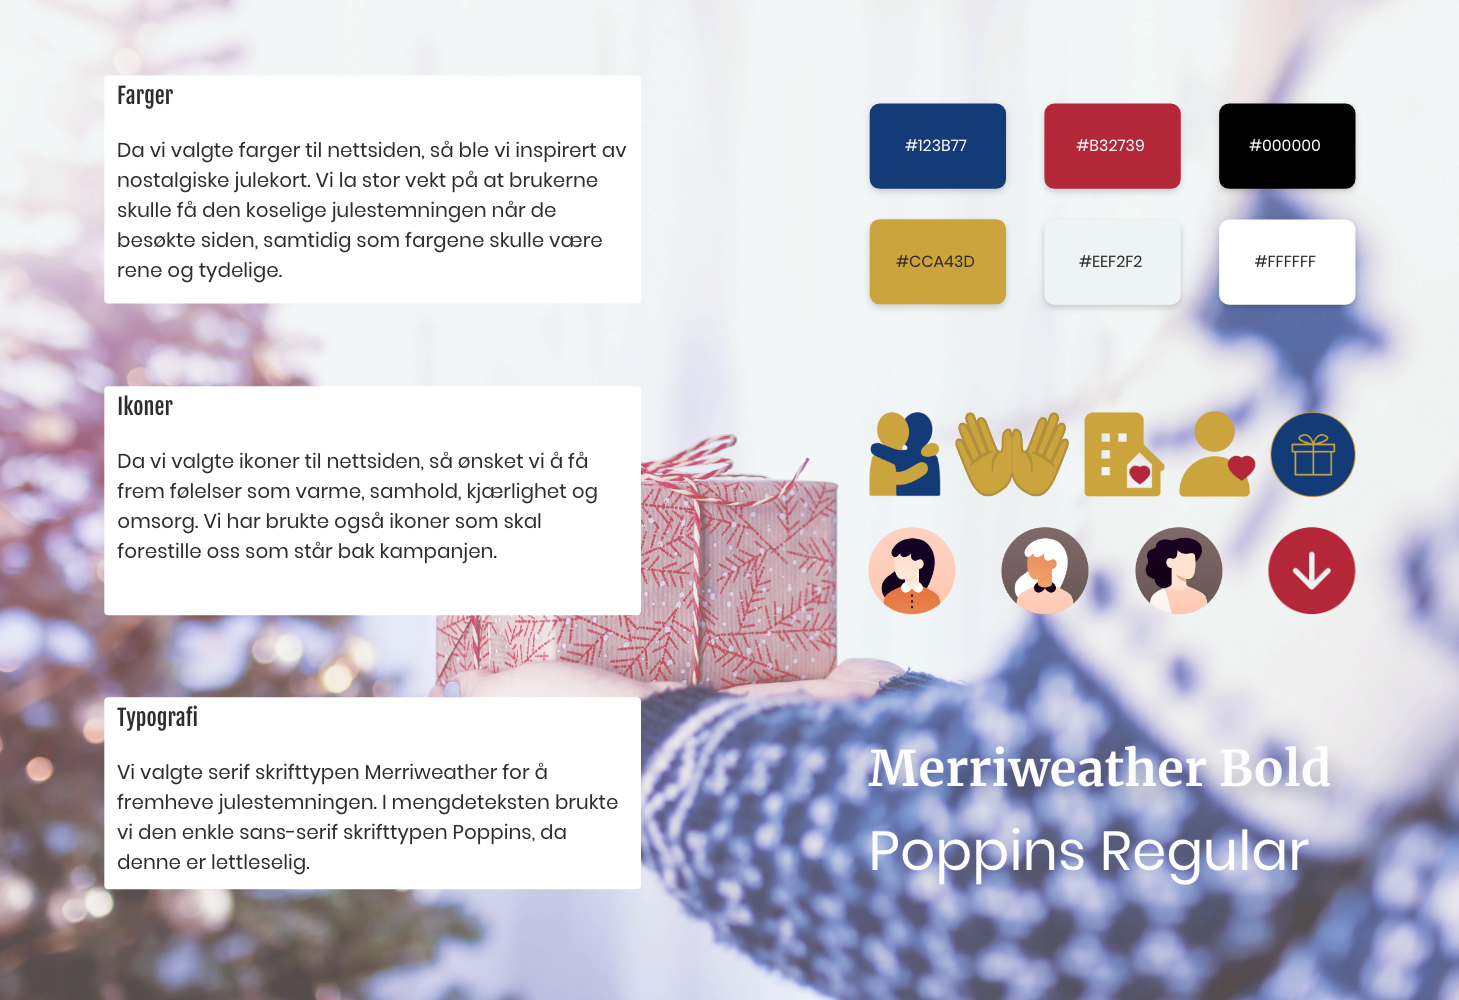 Farger
Da vi valgte farger til nettsiden, så ble vi inspirert av
nostalgiske julekort. Vi la stor vekt på at brukerne
skulle få den koselige julestemningen når de
besøkte siden, samtidig som fargene skulle være
rene og tydelige.
#123B77
#B32739
#000000
#CCA43D
#EEF2F2
#FFFFFF
Ikoner
Da vi valgte ikoner til nettsiden, så ønsket vi å få
frem følelser som varme, samhold, kjærlighet og
omsorg. Vi har brukte også ikoner som skal
forestille oss som står bak kampanjen.
Typografi
Vi valgte serif skrifttypen Merriweather for å
fremheve julestemningen. I mengdeteksten brukte
vi den enkle sans-serif skrifttypen Poppins, da
denne er lettleselig.
Merriweather Bold
Poppins Regular